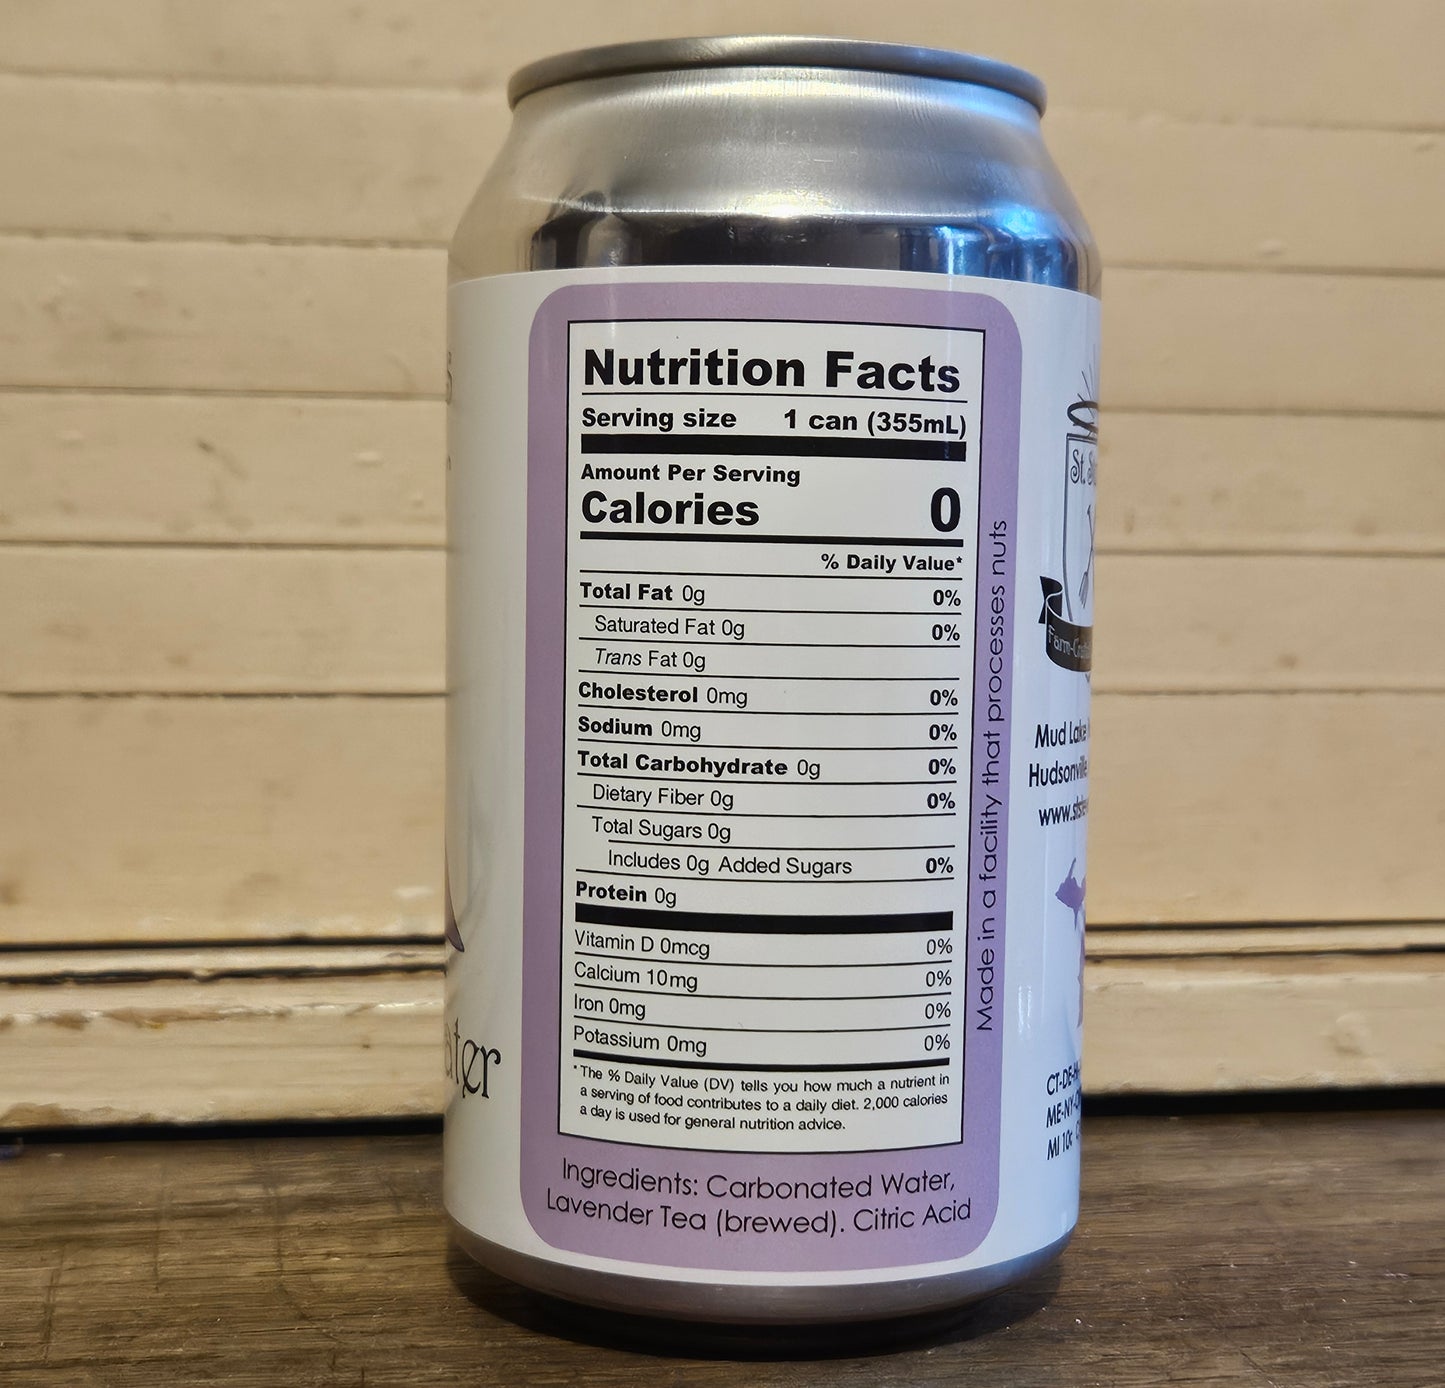 Nutrition Facts
Serving size 1 can (355mL)
Amount Per Serving
Calories 0
% Daily Value*
Total Fat 0g 0%
Saturated Fat 0g 0%
Trans Fat 0g
Cholesterol 0mg 0%
Sodium 0mg 0%
Total Carbohydrate 0g 0%
Dietary Fiber 0g 0%
Total Sugars 0g
Includes 0g Added Sugars 0%
Protein 0g
Vitamin D 0mcg 0%
Calcium 10mg 0%
Iron 0mg 0%
Potassium 0mg 0%
*The % Daily Value (DV) tells you how much a nutrient in
a serving of food contributes to a daily diet. 2,000 calories
a day is used for general nutrition advice.
Ingredients: Carbonated Water,
Lavender Tea (brewed). Citric Acid
Made in a facility that processes nuts
St.
Mud Lake
Hudsonville
MI 10¢